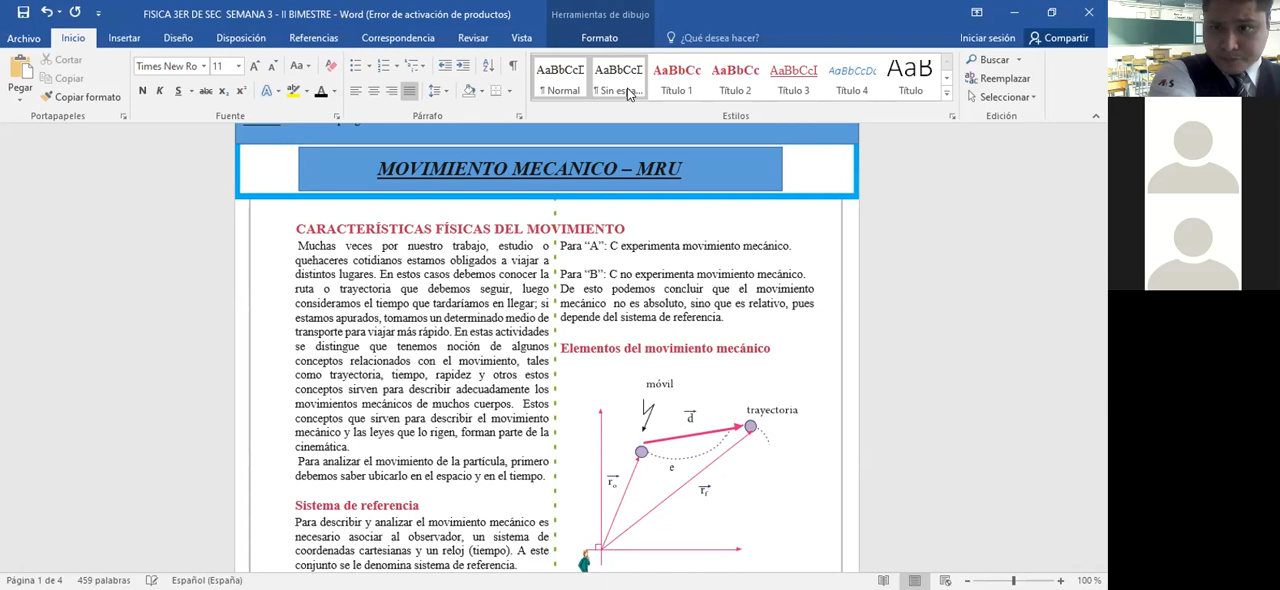 FISICA 3ER DE SEC  SEMANA 3 - II BIMESTRE - Word (Error de activación de productos)
Herramientas de dibujo
Archivo Inicio Insertar Diseño Disposición Referencias Correspondencia Revisar Vista Formato ¿Qué desea hacer? Iniciar sesión Compartir
Pegar
Cortar
Copiar
Copiar formato
Portapapeles
Times New Ro 11
Aa
N K S abc x₂ x²
Fuente
Párrafo
AaBbCcI AaBbCcI AaBbCc AaBbCc AaBbCcI AaBbCcD AaB
¶ Normal ¶ Sin espa... Título 1 Título 2 Título 3 Título 4 Título
Estilos
Buscar
Reemplazar
Seleccionar
Edición
MOVIMIENTO MECANICO – MRU
CARACTERÍSTICAS FÍSICAS DEL MOVIMIENTO
Muchas veces por nuestro trabajo, estudio o
quehaceres cotidianos estamos obligados a viajar a
distintos lugares. En estos casos debemos conocer la
ruta o trayectoria que debemos seguir, luego
consideramos el tiempo que tardaríamos en llegar; si
estamos apurados, tomamos un determinado medio de
transporte para viajar más rápido. En estas actividades
se distingue que tenemos noción de algunos
conceptos relacionados con el movimiento, tales
como trayectoria, tiempo, rapidez y otros estos
conceptos sirven para describir adecuadamente los
movimientos mecánicos de muchos cuerpos.  Estos
conceptos que sirven para describir el movimiento
mecánico y las leyes que lo rigen, forman parte de la
cinemática.
Para analizar el movimiento de la partícula, primero
debemos saber ubicarlo en el espacio y en el tiempo.
Sistema de referencia
Para describir y analizar el movimiento mecánico es
necesario asociar al observador, un sistema de
coordenadas cartesianas y un reloj (tiempo). A este
conjunto se le denomina sistema de referencia.
Para “A”: C experimenta movimiento mecánico.
Para “B”: C no experimenta movimiento mecánico.
De esto podemos concluir que el movimiento
mecánico  no es absoluto, sino que es relativo, pues
depende del sistema de referencia.
Elementos del movimiento mecánico
móvil
d
trayectoria
e
r₀
r_f
Página 1 de 4 459 palabras Español (España) 100 %